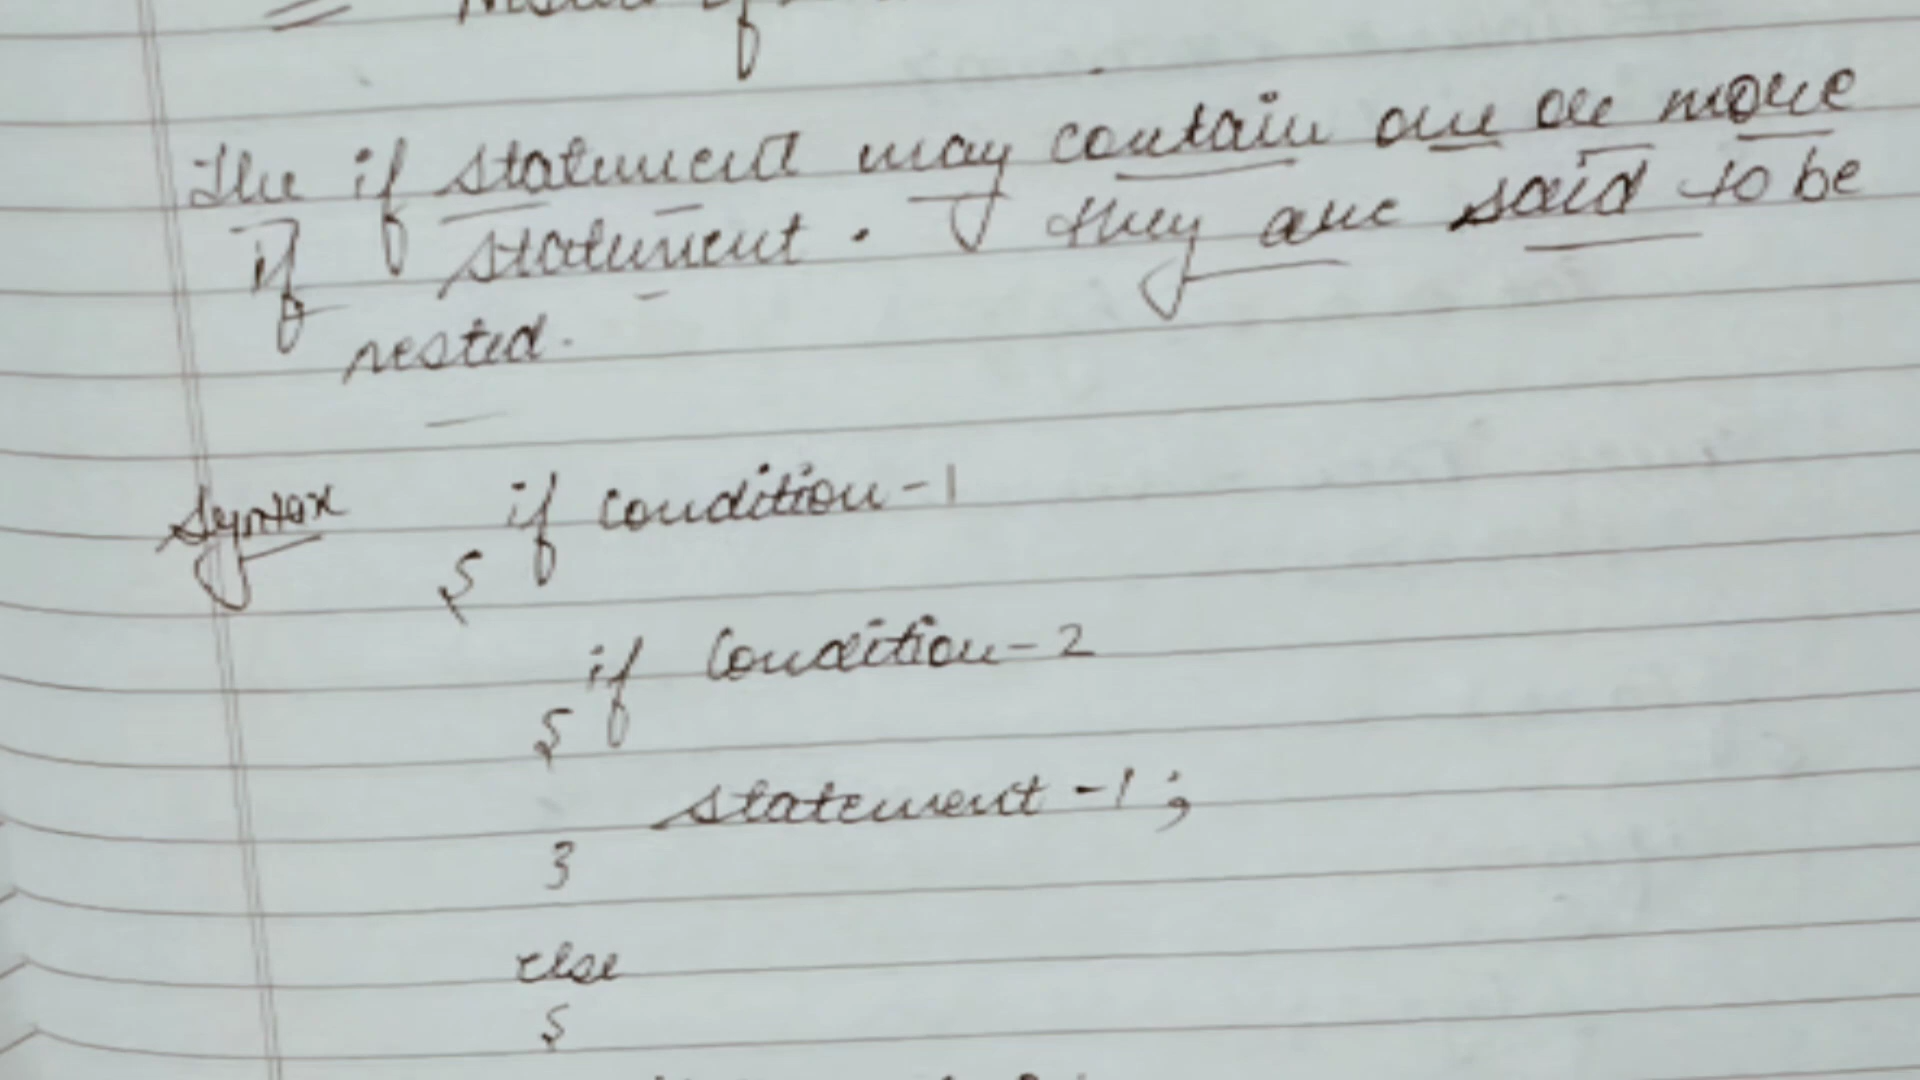 The if statement may contain one or more
if statement. They are said to be
nested.
Syntax if condition-1
{
if Condition-2
{
statement-1;
}
else
{